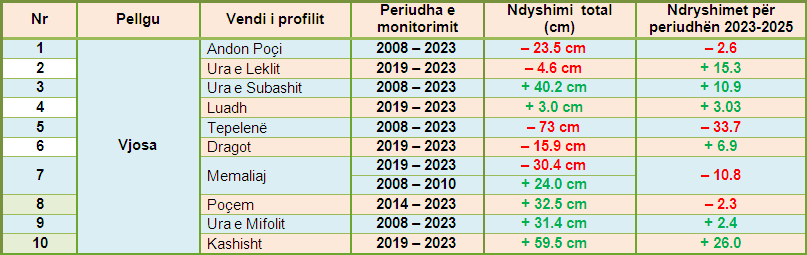 Nr Pellgu Vendi i profilit Periudha e monitorimit Ndyshimi total (cm) Ndryshimet për periudhën 2023-2025
1 Andon Poçi 2008 – 2023 – 23.5 cm – 2.6
2 Ura e Leklit 2019 – 2023 – 4.6 cm + 15.3
3 Ura e Subashit 2008 – 2023 + 40.2 cm + 10.9
4 Luadh 2019 – 2023 + 3.0 cm + 3.03
5 Tepelenë 2008 – 2023 – 73 cm – 33.7
6 Vjosa Dragot 2019 – 2023 – 15.9 cm + 6.9
7 Memaliaj 2019 – 2023 – 30.4 cm – 10.8
2008 – 2010 + 24.0 cm
8 Poçem 2014 – 2023 + 32.5 cm – 2.3
9 Ura e Mifolit 2008 – 2023 + 31.4 cm + 2.4
10 Kashisht 2019 – 2023 + 59.5 cm + 26.0